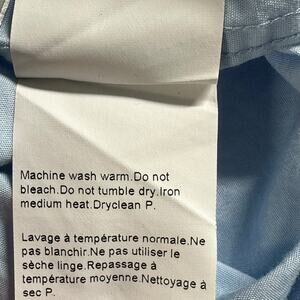 Machine wash warm.Do not
bleach.Do not tumble dry.Iron
medium heat.Dryclean P.
Lavage à température normale.Ne
pas blanchir.Ne pas utiliser le
sèche linge.Repassage à
température moyenne.Nettoyage à
sec P.